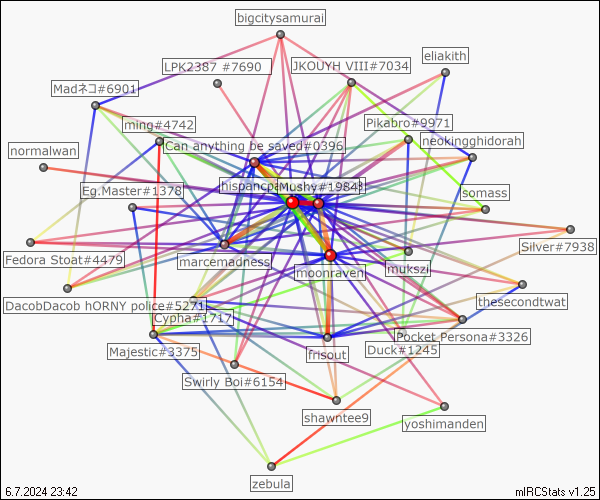 bigcitysamurai
eliakith
LPK2387 #7690
JKOUYH VIII#7034
Madネコ#6901
ming#4742
Pikabro#9971
neokingghidorah
Can anything be saved#0396
normalwan
Eg.Master#1378
Mushy#1984
somass
Silver#7938
Fedora Stoat#4479
marcemadness
moonraven
mukszi
DacobDacob hORNY police#5271
Cypha#1717
thesecondtwat
Pocket Persona#3326
Majestic#3375
frisout
Duck#1245
Swirly Boi#6154
shawntee9
yoshimanden
zebula
6.7.2024 23:42
mIRCStats v1.25